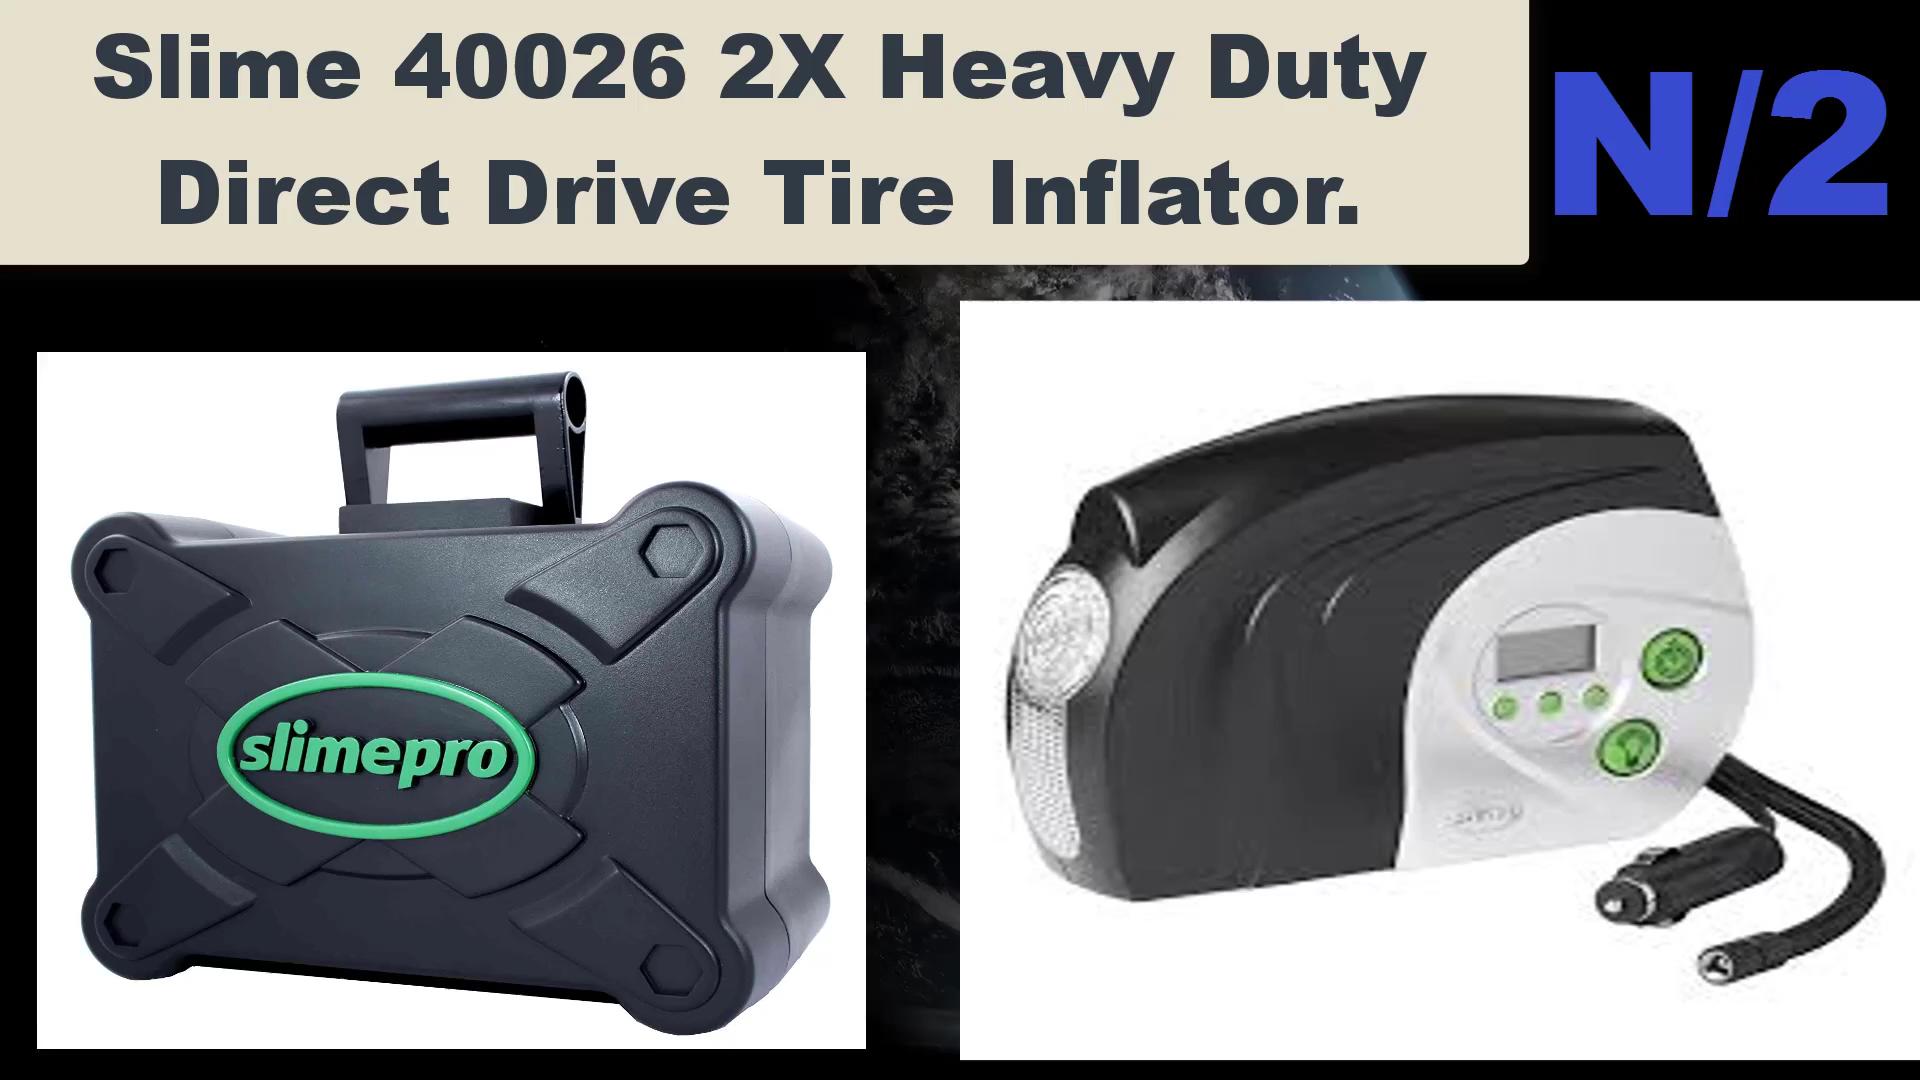 Slime 40026 2X Heavy Duty
Direct Drive Tire Inflator.
N/2
slimepro